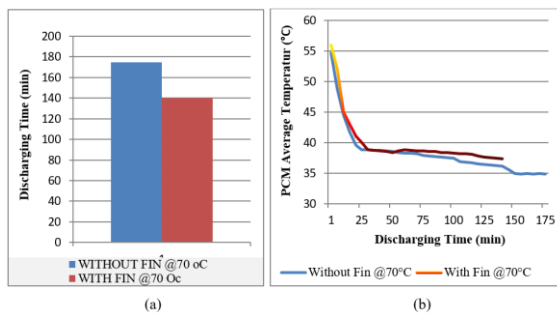 (a)
200
180
160
140
120
100
80
60
40
20
0
Discharging Time (min)
WITHOUT FIN @70 oC
WITH FIN @70 Oc
(a)
(b)
60
55
50
45
40
35
30
PCM Average Temperatur (℃)
1 25 50 75 100 125 150 175
Discharging Time (min)
Without Fin @70°C With Fin @70°C
(b)